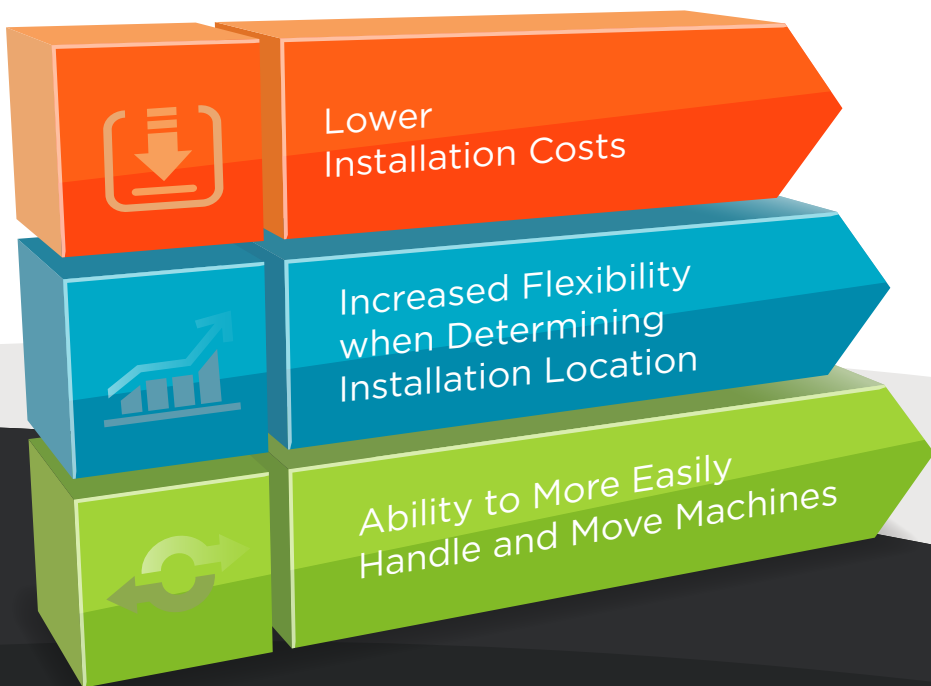 Lower
Installation Costs
Increased Flexibility
when Determining
Installation Location
Ability to More Easily
Handle and Move Machines